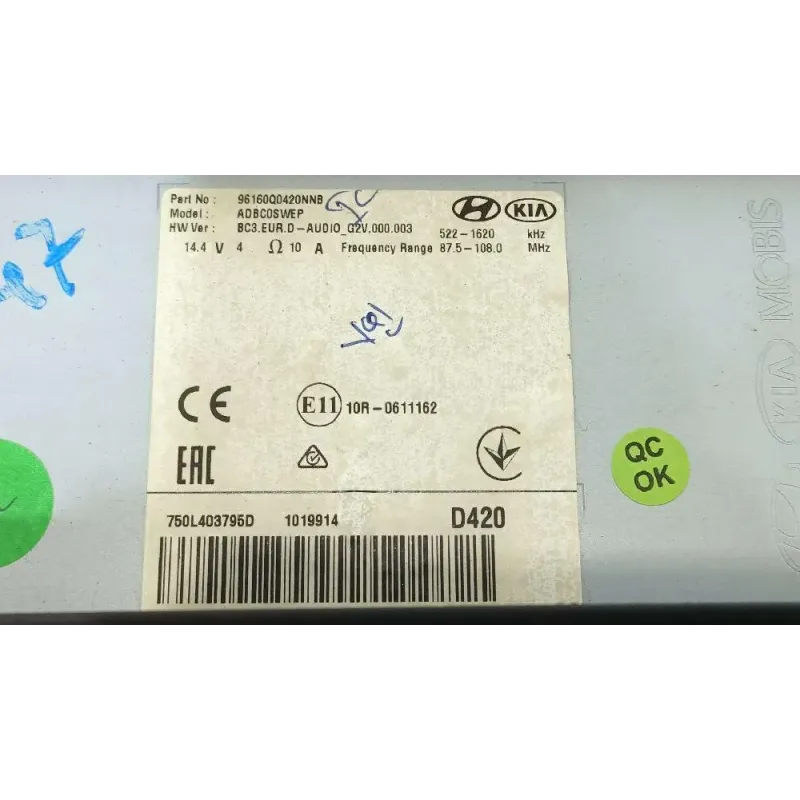 Part No : 96160Q0420NNB
Model : ADBC0SWEP
HW Ver : BC3.EUR.D-AUDIO_G2V.000.003 522-1620 kHz
14.4 V 4 Ω 10 A Frequency Range 87.5-108.0 MHz
KIA
CE
E11 10R-0611162
EAC
750L403795D 1019914 D420
QC
OK
KIA MOBIS